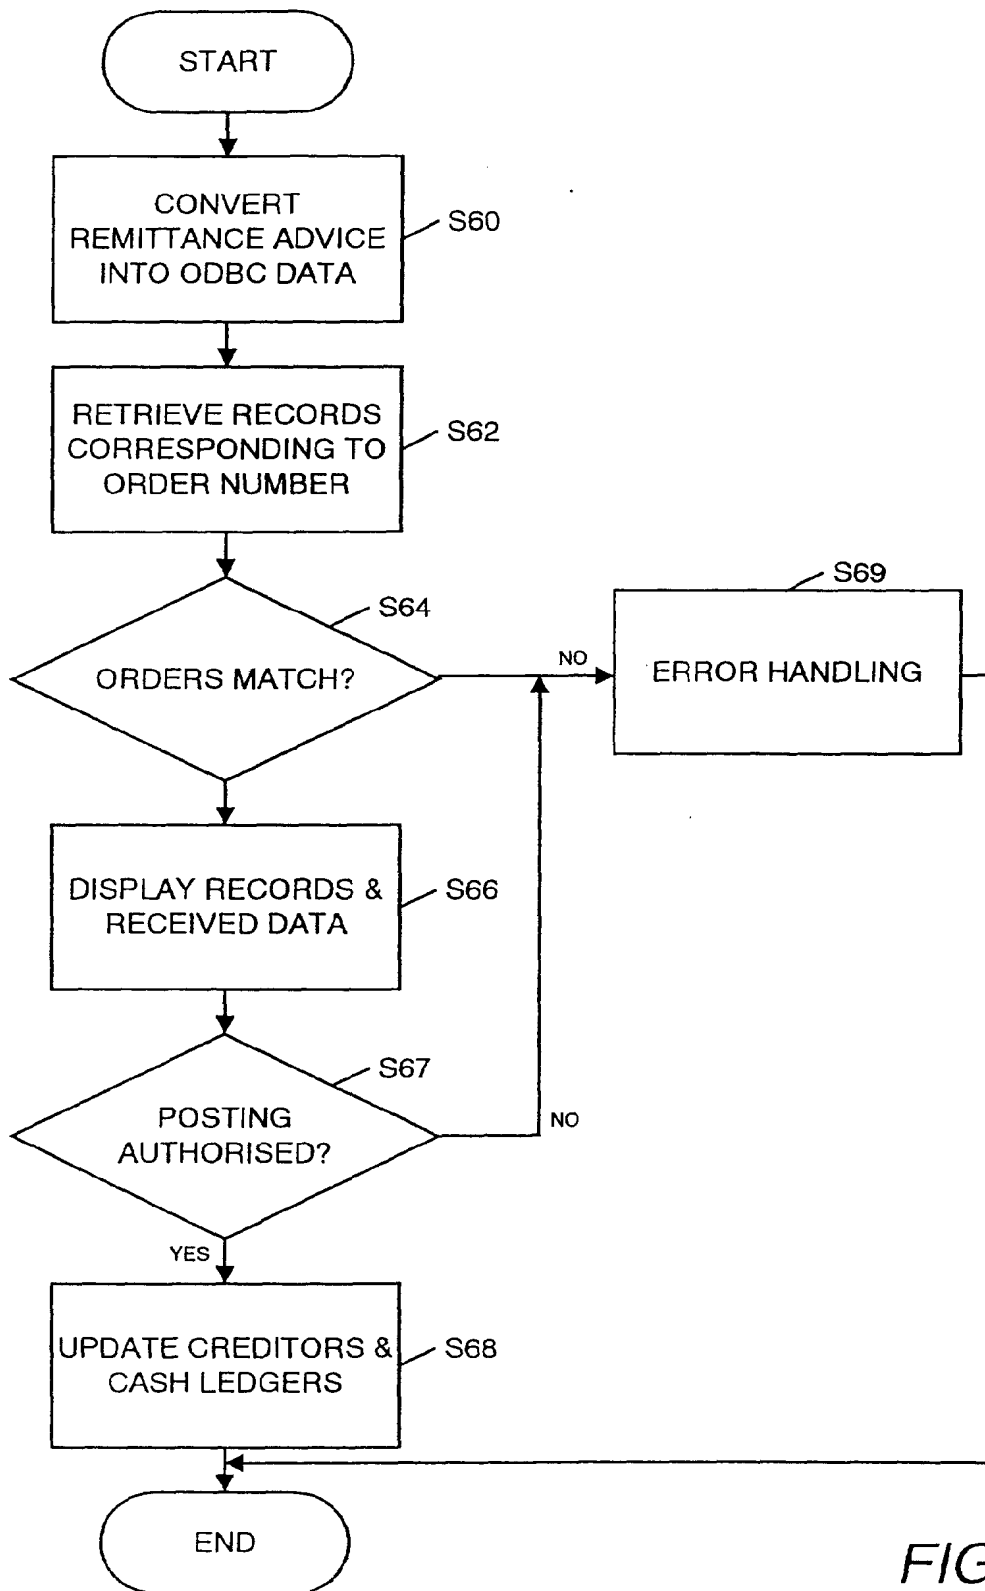 START
CONVERT
REMITTANCE ADVICE
INTO ODBC DATA
S60
RETRIEVE RECORDS
CORRESPONDING TO
ORDER NUMBER
S62
S64
ORDERS MATCH?
NO
S69
ERROR HANDLING
DISPLAY RECORDS &
RECEIVED DATA
S66
S67
POSTING
AUTHORISED?
NO
YES
UPDATE CREDITORS &
CASH LEDGERS
S68
END
FIG